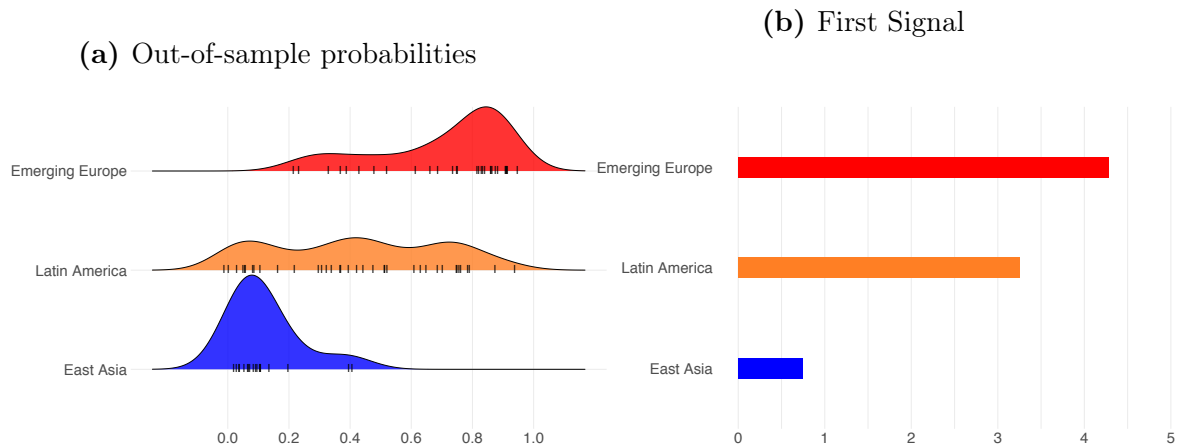 (a) Out-of-sample probabilities
Emerging Europe
Latin America
East Asia
0.0 0.2 0.4 0.6 0.8 1.0
(b) First Signal
Emerging Europe
Latin America
East Asia
0 1 2 3 4 5